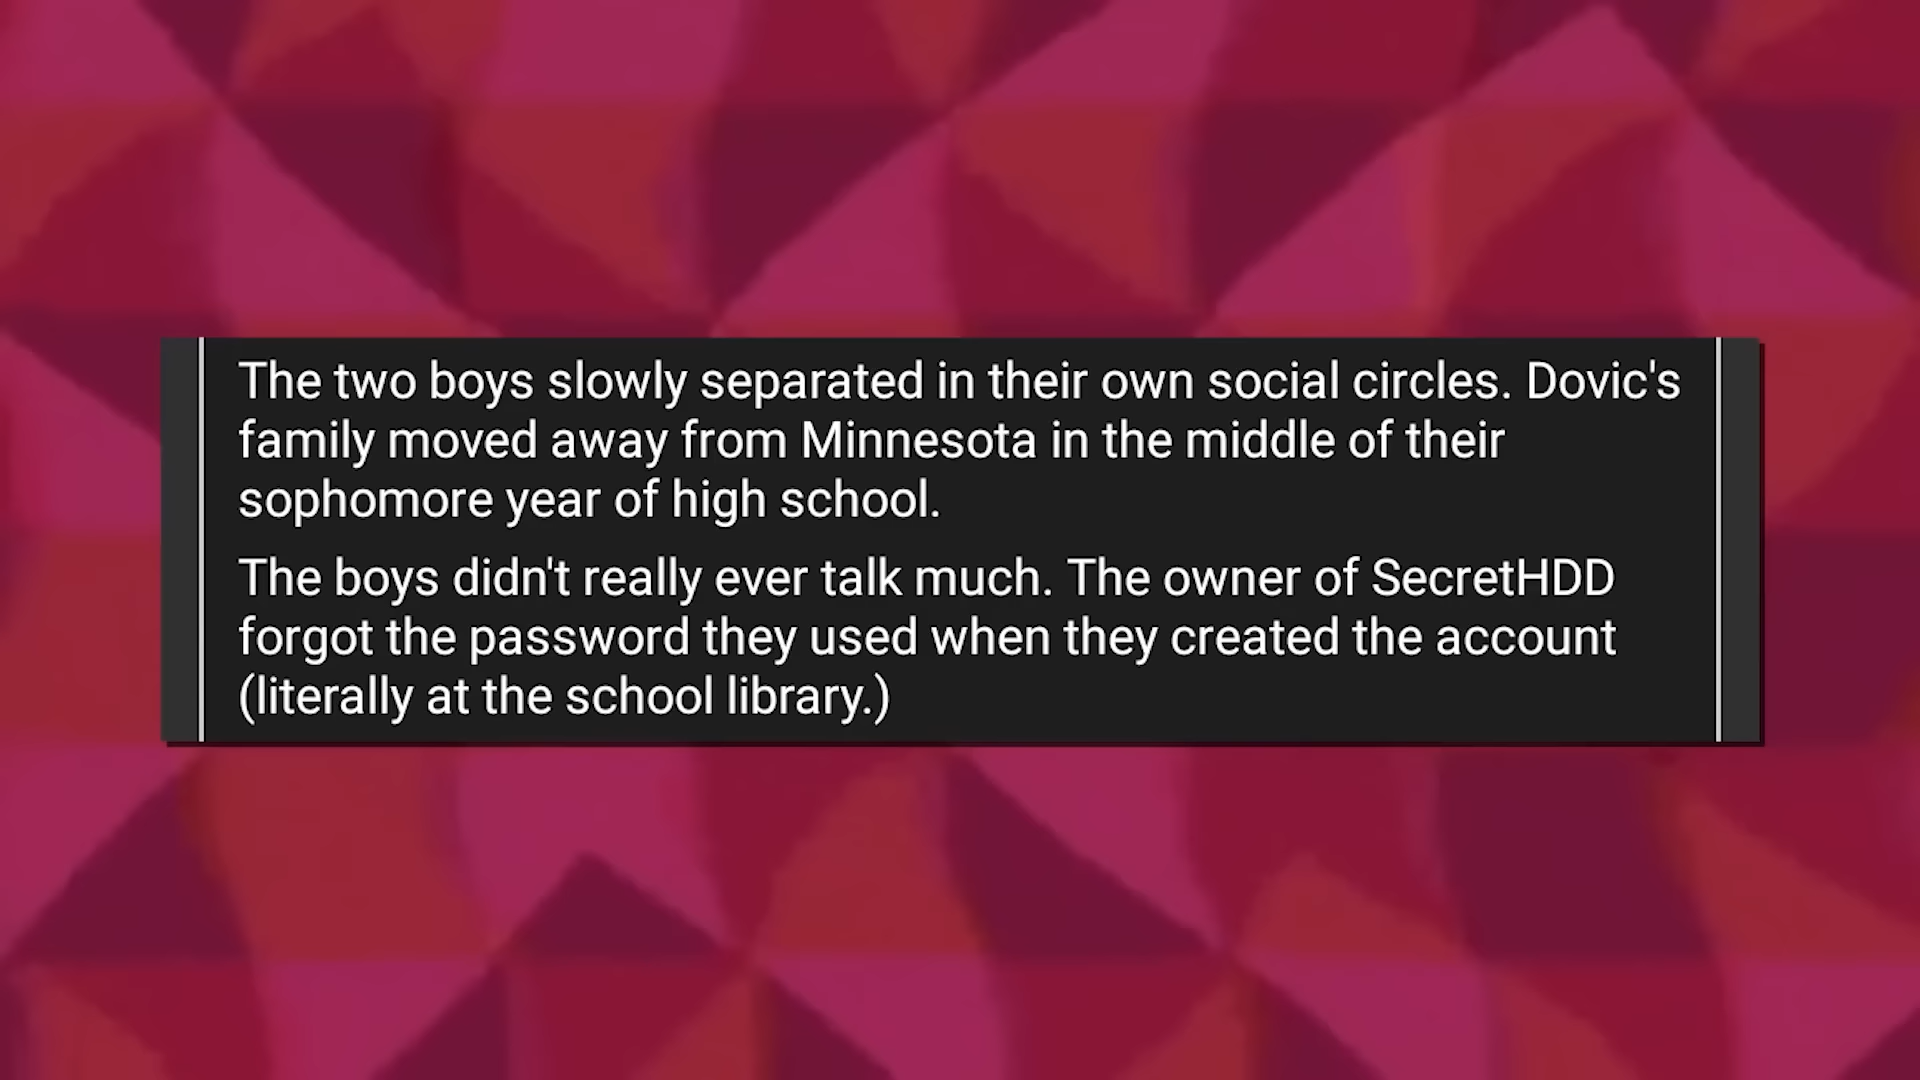 The two boys slowly separated in their own social circles. Dovic's
family moved away from Minnesota in the middle of their
sophomore year of high school.
The boys didn't really ever talk much. The owner of SecretHDD
forgot the password they used when they created the account
(literally at the school library.)